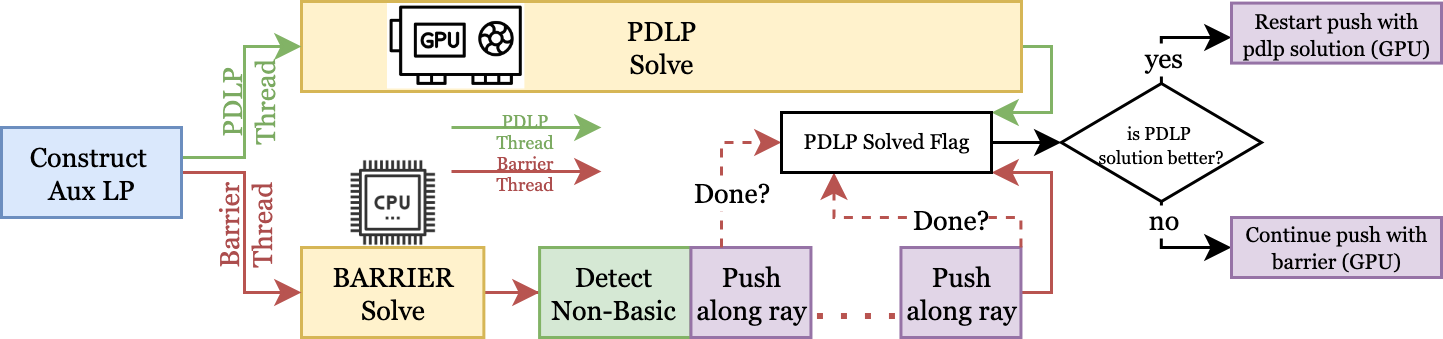 Construct
Aux LP
PDLP
Thread
Barrier
Thread
GPU
PDLP
Solve
PDLP
Thread
Barrier
Thread
CPU
BARRIER
Solve
Detect
Non-Basic
Push
along ray
Push
along ray
Done?
Done?
PDLP Solved Flag
is PDLP
solution better?
yes
no
Restart push with
pdlp solution (GPU)
Continue push with
barrier (GPU)